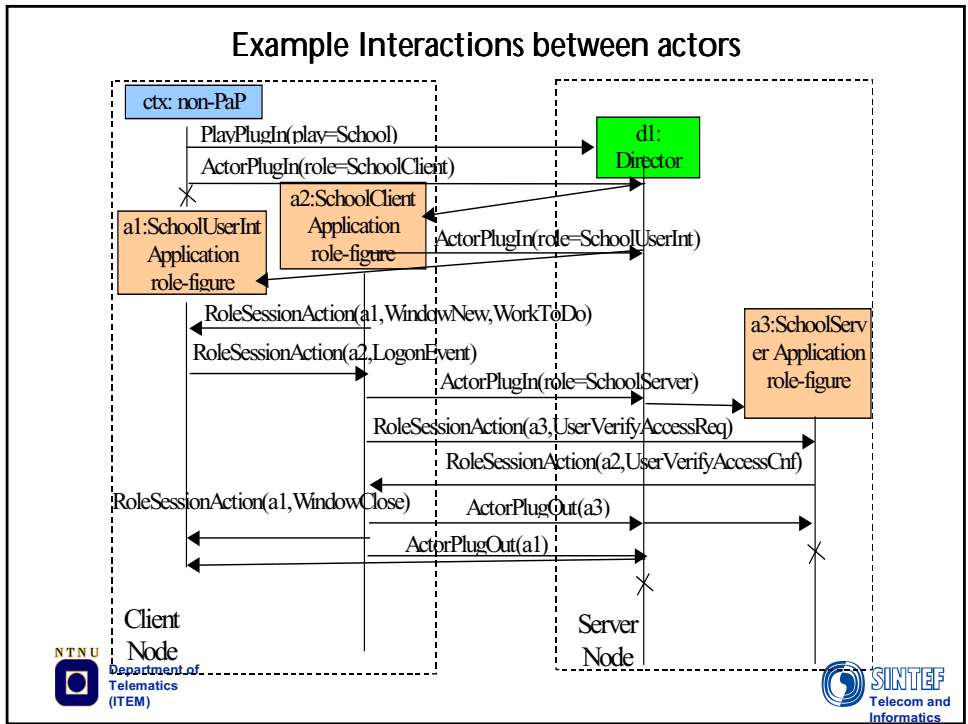 Example Interactions between actors
ctx: non-PaP
PlayPlugIn(play=School)
d1:
Director
ActorPlugIn(role=SchoolClient)
a2:SchoolClient
Application
role-figure
a1:SchoolUserInt
Application
role-figure
ActorPlugIn(role=SchoolUserInt)
RoleSessionAction(a1,WindowNew,WorkToDo)
a3:SchoolServ
er Application
role-figure
RoleSessionAction(a2,LogonEvent)
ActorPlugIn(role=SchoolServer)
RoleSessionAction(a3,UserVerifyAccessReq)
RoleSessionAction(a2,UserVerifyAccessCnf)
RoleSessionAction(a1,WindowClose)
ActorPlugOut(a3)
ActorPlugOut(a1)
Client
Node
Server
Node
NTNU
Department of
Telematics
(ITEM)
SINTEF
Telecom and
Informatics